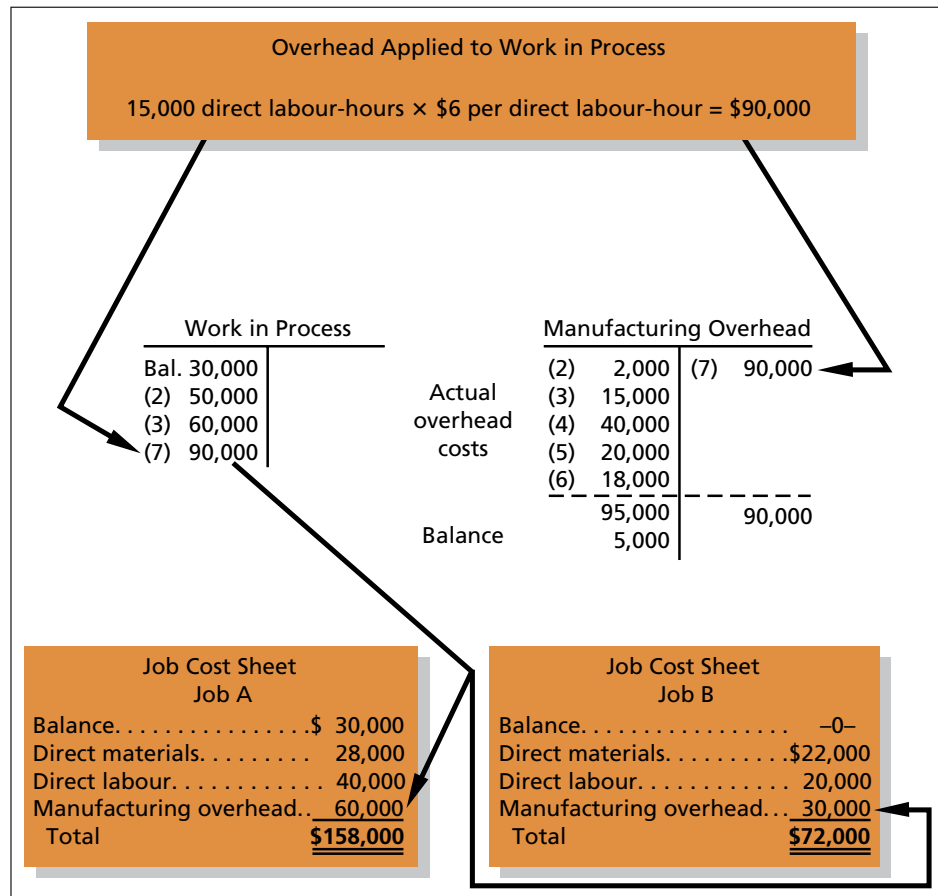 Overhead Applied to Work in Process
15,000 direct labour-hours × $6 per direct labour-hour = $90,000
Work in Process
Bal. 30,000
(2) 50,000
(3) 60,000
(7) 90,000
Actual
overhead
costs
Balance
Manufacturing Overhead
(2) 2,000 (7) 90,000
(3) 15,000
(4) 40,000
(5) 20,000
(6) 18,000
95,000 90,000
5,000
Job Cost Sheet
Job A
Balance. . . . . . . . . . . . . . . .$ 30,000
Direct materials. . . . . . . . . 28,000
Direct labour. . . . . . . . . . . . 40,000
Manufacturing overhead. . 60,000
Total $158,000
Job Cost Sheet
Job B
Balance. . . . . . . . . . . . . . . . . –0–
Direct materials. . . . . . . . . .$22,000
Direct labour. . . . . . . . . . . . 20,000
Manufacturing overhead. . . 30,000
Total $72,000